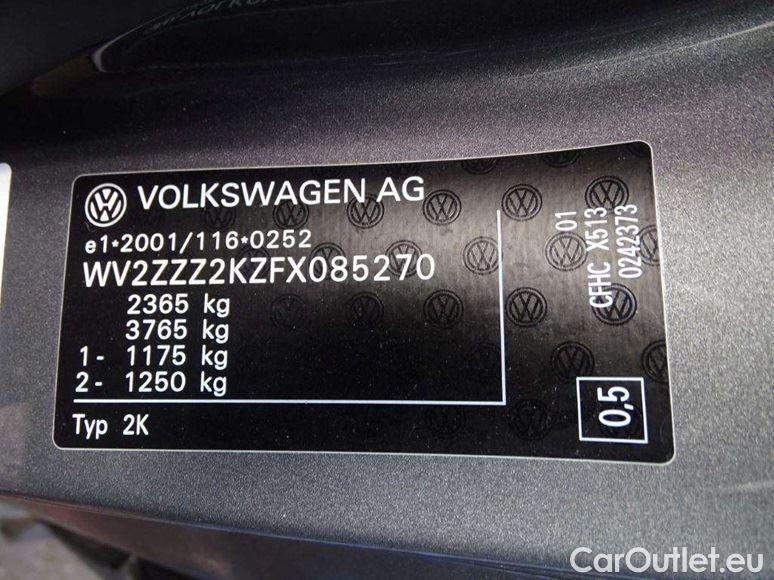 VOLKSWAGEN AG
e1*2001/116*0252
WV2ZZZ2KZFX085270
2365 kg
3765 kg
1- 1175 kg
2- 1250 kg
Typ 2K
01
CFHC X513
0242373
0,5
CarOutlet.eu